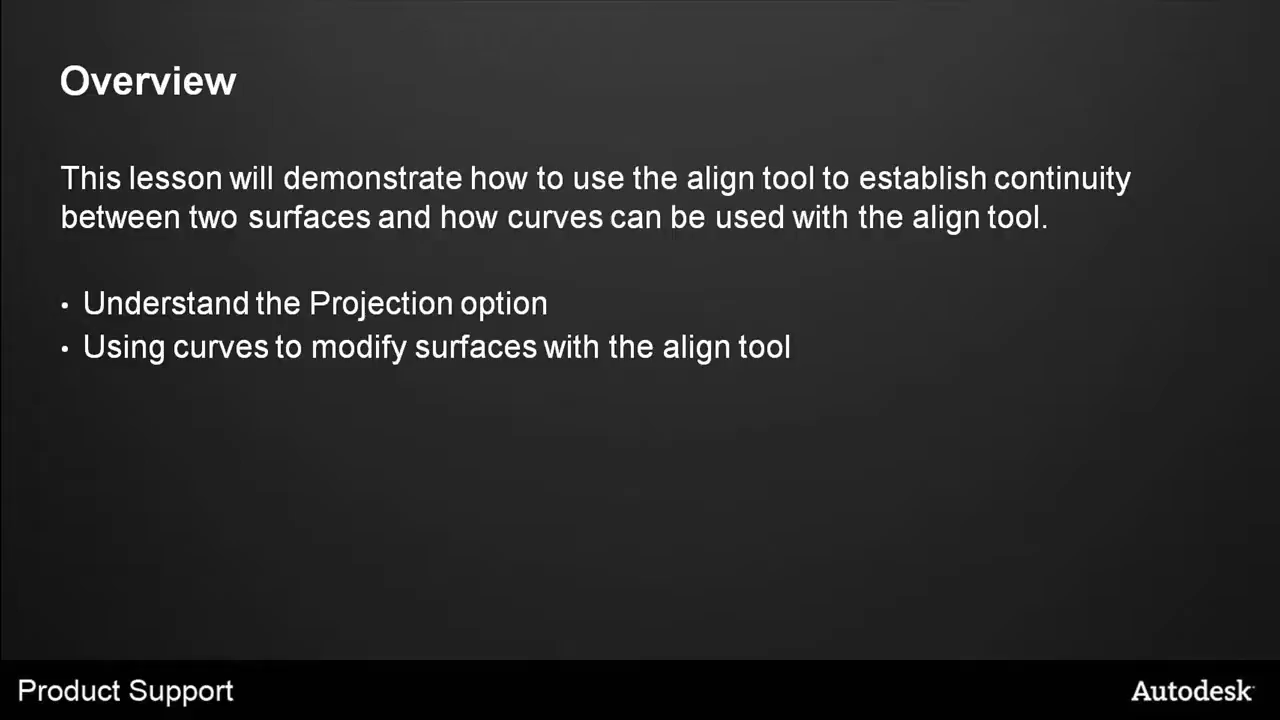 Overview
This lesson will demonstrate how to use the align tool to establish continuity
between two surfaces and how curves can be used with the align tool.
• Understand the Projection option
• Using curves to modify surfaces with the align tool
Product Support
Autodesk